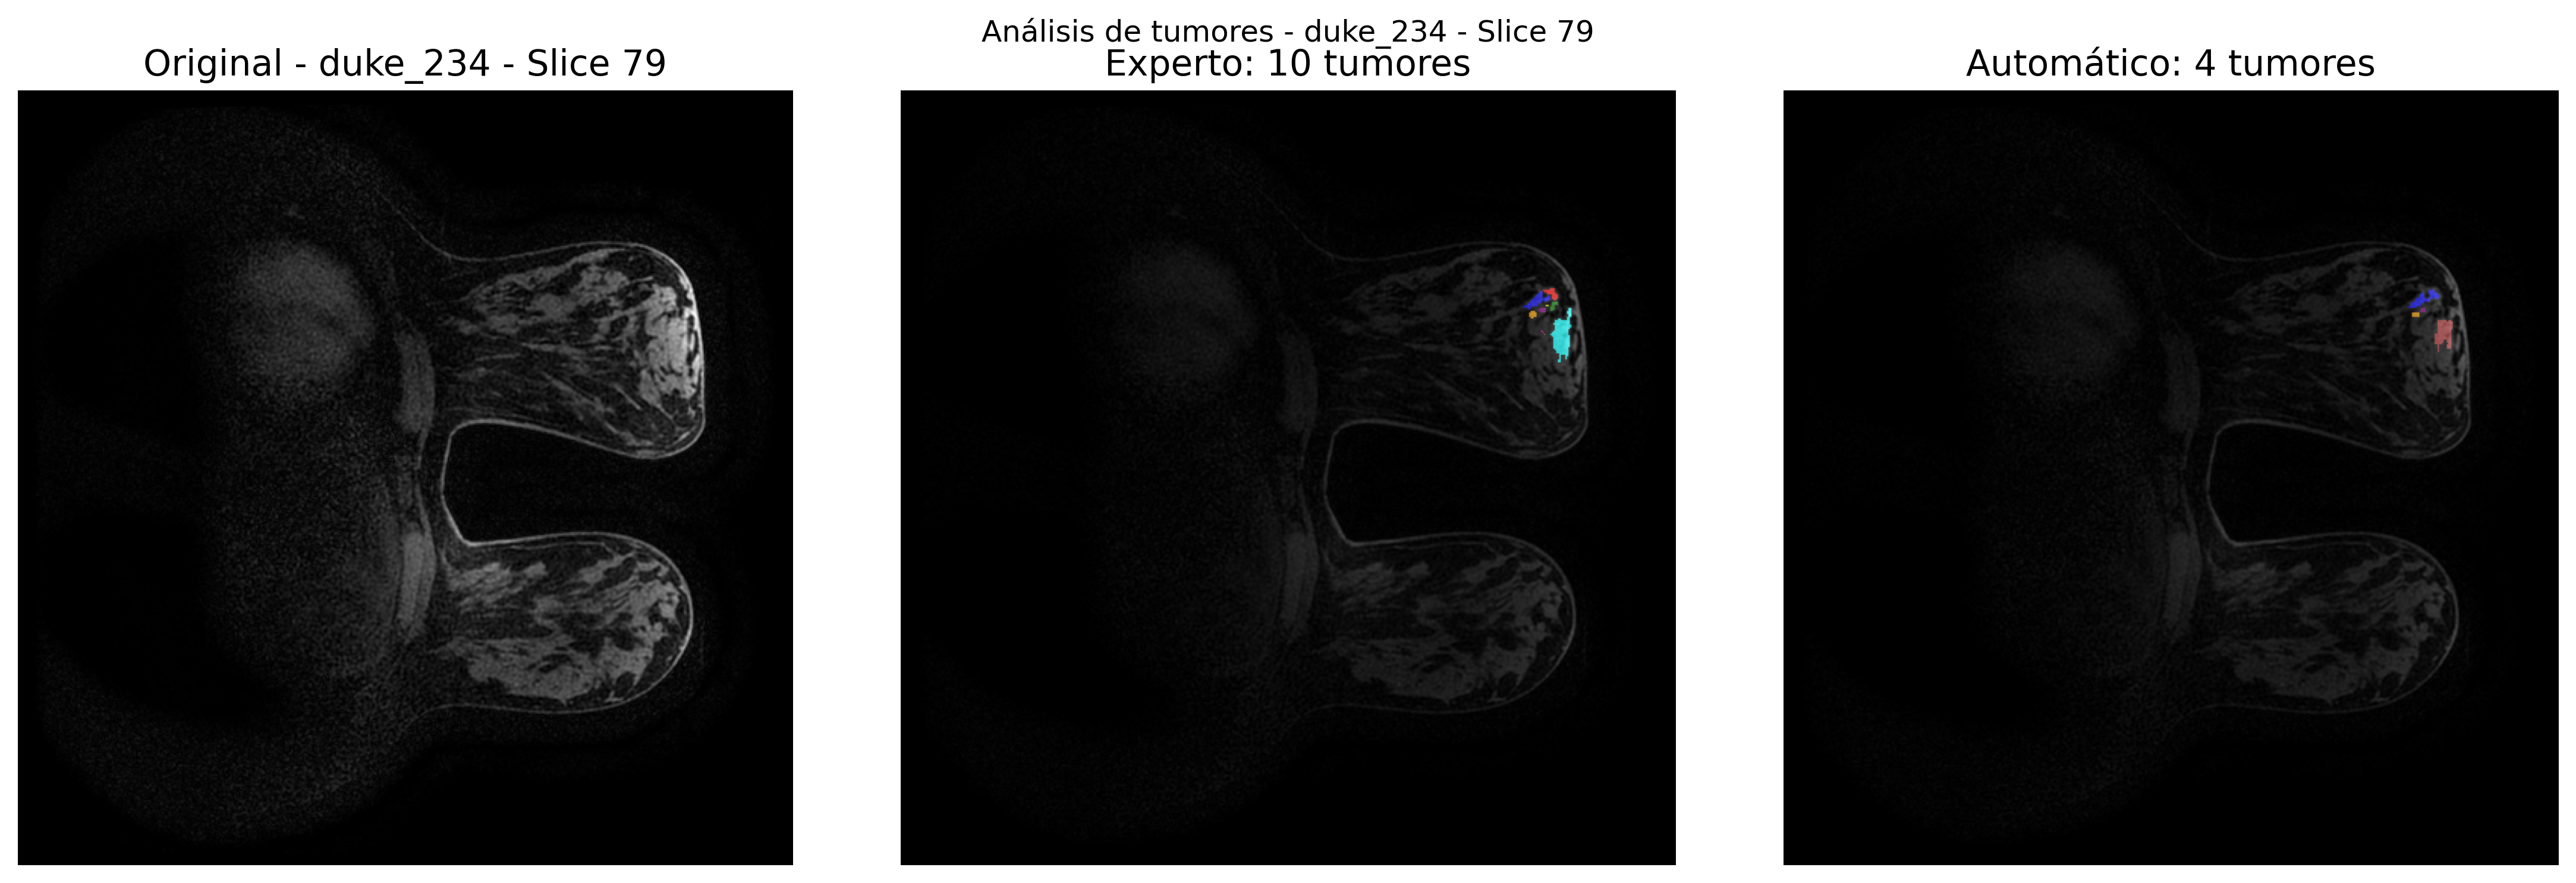 Análisis de tumores - duke_234 - Slice 79
Original - duke_234 - Slice 79
Experto: 10 tumores
Automático: 4 tumores